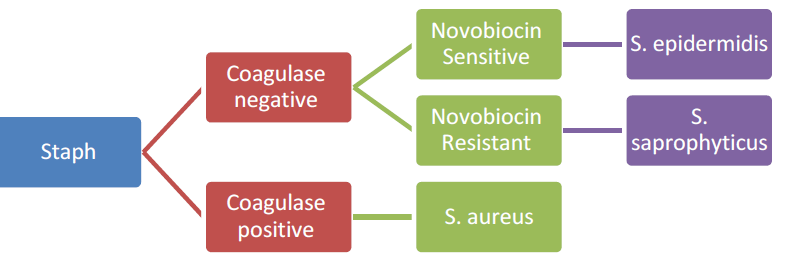 Staph
Coagulase
negative
Novobiocin
Sensitive
S. epidermidis
Novobiocin
Resistant
S.
saprophyticus
Coagulase
positive
S. aureus